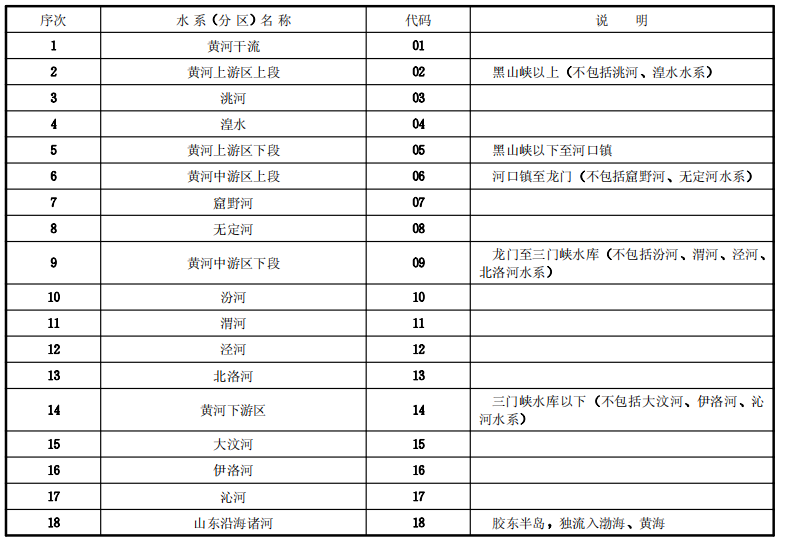 序次 水系(分区)名称 代码 说 明
1 黄河干流 01
2 黄河上游区上段 02 黑山峡以上(不包括洮河、湟水水系)
3 洮河 03
4 湟水 04
5 黄河上游区下段 05 黑山峡以下至河口镇
6 黄河中游区上段 06 河口镇至龙门(不包括窟野河、无定河水系)
7 窟野河 07
8 无定河 08
9 黄河中游区下段 09 龙门至三门峡水库(不包括汾河、渭河、泾河、
北洛河水系)
10 汾河 10
11 渭河 11
12 泾河 12
13 北洛河 13
14 黄河下游区 14 三门峡水库以下(不包括大汶河、伊洛河、沁
河水系)
15 大汶河 15
16 伊洛河 16
17 沁河 17
18 山东沿海诸河 18 胶东半岛,独流入渤海、黄海